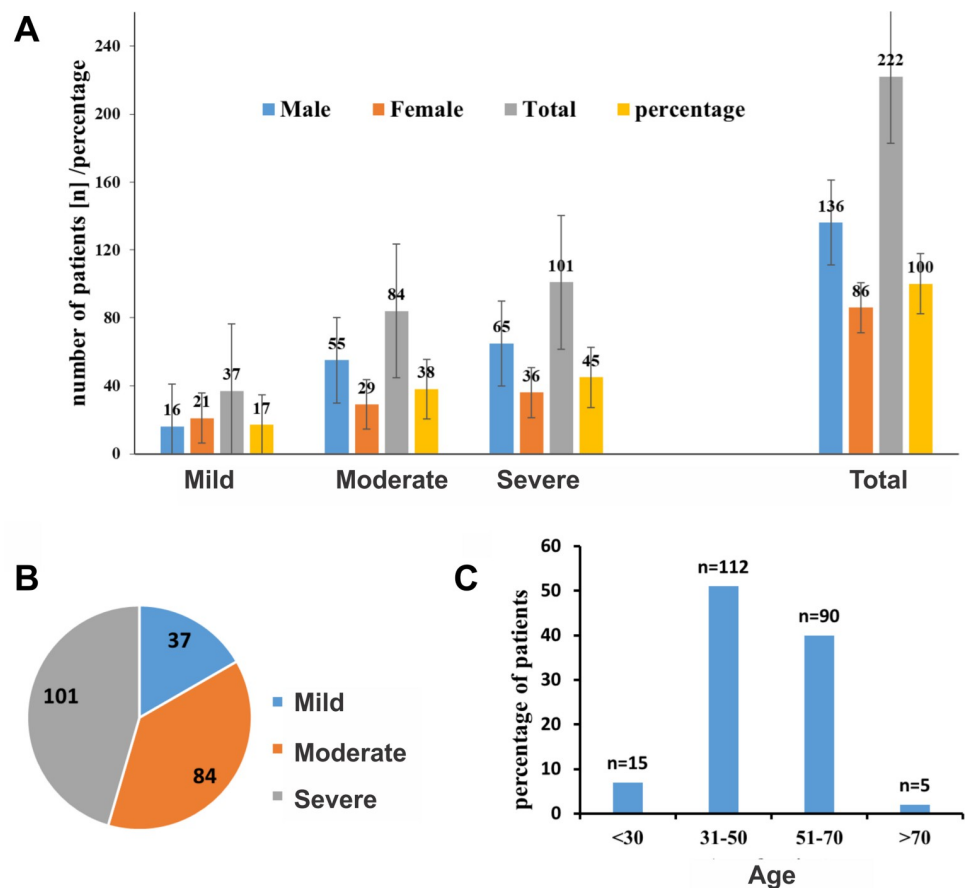 A
number of patients [n] /percentage
240
200
160
120
80
40
0
Male Female Total percentage
16 21 37 17
55 29 84 38
65 36 101 45
136 86 222 100
Mild Moderate Severe Total
B
37
84
101
Mild
Moderate
Severe
C
percentage of patients
60
50
40
30
20
10
0
n=15 n=112 n=90 n=5
<30 31-50 51-70 >70
Age